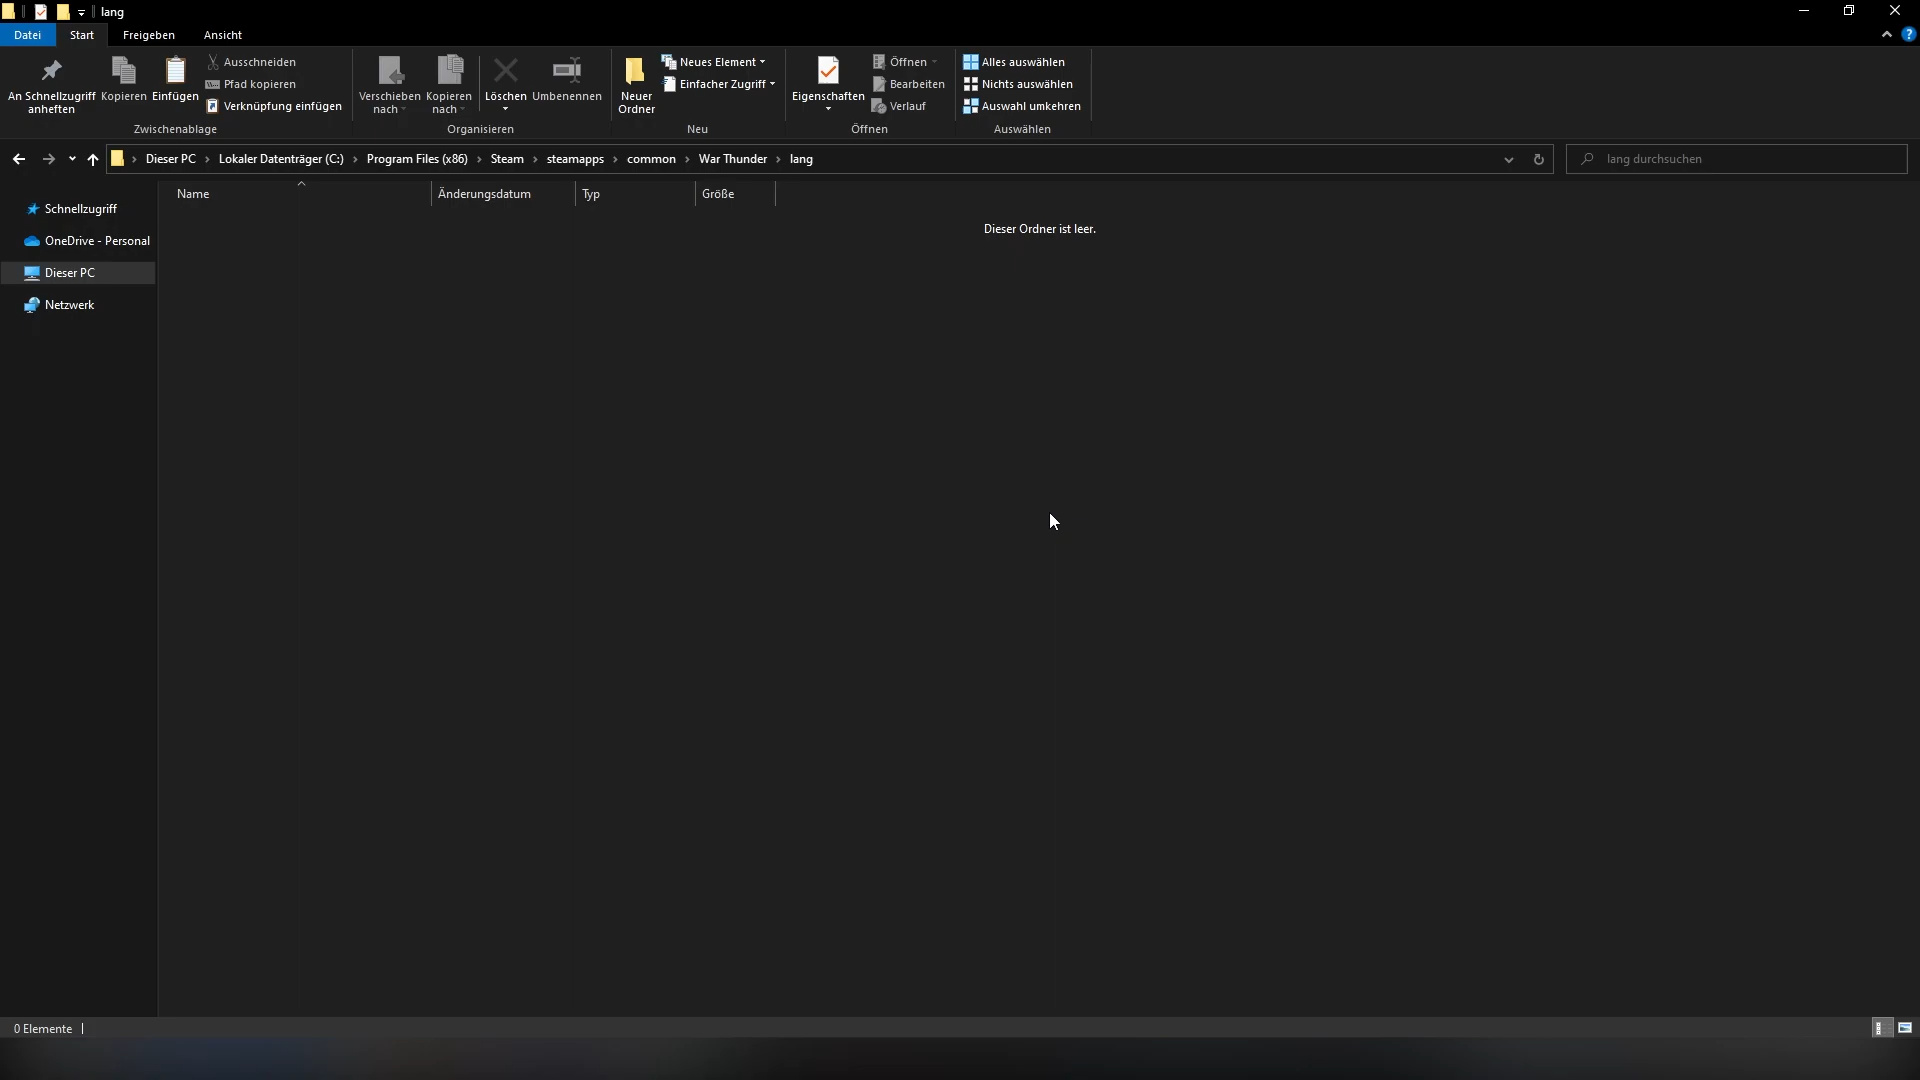 lang
Datei Start Freigeben Ansicht
An Schnellzugriff
anheften
Kopieren
Einfügen
Ausschneiden
Pfad kopieren
Verknüpfung einfügen
Zwischenablage
Verschieben
nach
Kopieren
nach
Löschen
Umbenennen
Organisieren
Neuer
Ordner
Neues Element
Einfacher Zugriff
Neu
Eigenschaften
Öffnen
Bearbeiten
Verlauf
Öffnen
Alles auswählen
Nichts auswählen
Auswahl umkehren
Auswählen
Dieser PC › Lokaler Datenträger (C:) › Program Files (x86) › Steam › steamapps › common › War Thunder › lang
lang durchsuchen
Name Änderungsdatum Typ Größe
Schnellzugriff
OneDrive - Personal
Dieser PC
Netzwerk
Dieser Ordner ist leer.
0 Elemente